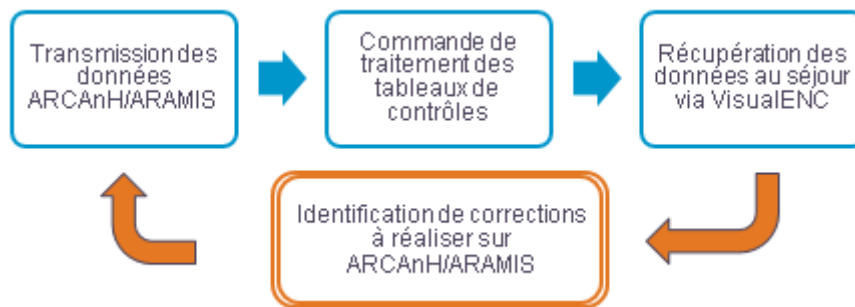 Transmission des
données
ARCAnH/ARAMIS
Commande de
traitement des
tableaux de
contrôles
Récupération des
données au séjour
via VisualENC
Identification de corrections
à réaliser sur
ARCAnH/ARAMIS